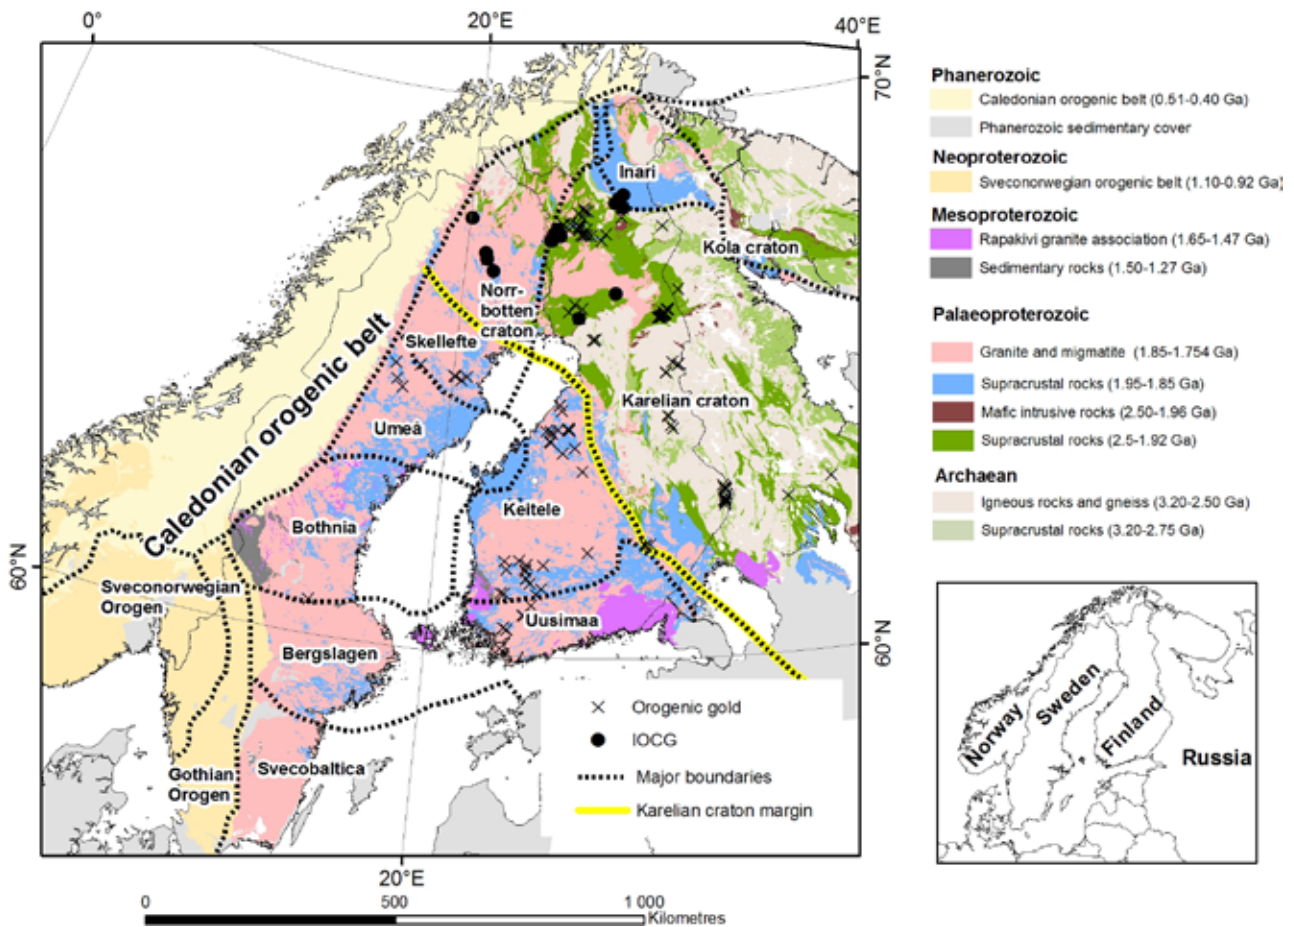 0°
20°E
40°E
70°N
60°N
60°N
20°E
Inari
Kola craton
Norr-
botten
craton
Skellefte
Karelian craton
Umeå
Caledonian orogenic belt
Keitele
Bothnia
Sveconorwegian
Orogen
Uusimaa
Bergslagen
Gothian
Orogen
Svecobaltica
Orogenic gold
IOCG
Major boundaries
Karelian craton margin
0
500
1 000
Kilometres
Phanerozoic
Caledonian orogenic belt (0.51-0.40 Ga)
Phanerozoic sedimentary cover
Neoproterozoic
Sveconorwegian orogenic belt (1.10-0.92 Ga)
Mesoproterozoic
Rapakivi granite association (1.65-1.47 Ga)
Sedimentary rocks (1.50-1.27 Ga)
Palaeoproterozoic
Granite and migmatite (1.85-1.754 Ga)
Supracrustal rocks (1.95-1.85 Ga)
Mafic intrusive rocks (2.50-1.96 Ga)
Supracrustal rocks (2.5-1.92 Ga)
Archaean
Igneous rocks and gneiss (3.20-2.50 Ga)
Supracrustal rocks (3.20-2.75 Ga)
Norway
Sweden
Finland
Russia